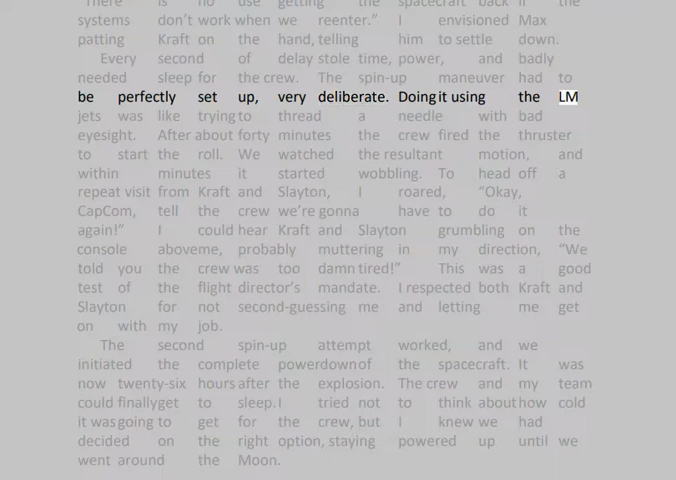 There is no use getting the spacecraft back if the
systems don't work when we reenter." I envisioned Max
patting Kraft on the hand, telling him to settle down.
Every second of delay stole time, power, and badly
needed sleep for the crew. The spin-up maneuver had to
be perfectly set up, very deliberate. Doing it using the LM
jets was like trying to thread a needle with bad
eyesight. After about forty minutes the crew fired the thruster
to start the roll. We watched the resultant motion, and
within minutes it started wobbling. To head off a
repeat visit from Kraft and Slayton, I roared, "Okay,
CapCom, tell the crew we're gonna have to do it
again!" I could hear Kraft and Slayton grumbling on the
console aboveme, probably muttering in my direction, "We
told you the crew was too damn tired!" This was a good
test of the flight director's mandate. I respected both Kraft and
Slayton for not second-guessing me and letting me get
on with my job.
The second spin-up attempt worked, and we
initiated the complete powerdown of the spacecraft. It was
now twenty-six hours after the explosion. The crew and my team
could finally get to sleep. I tried not to think about how cold
it was going to get for the crew, but I knew we had
decided on the right option, staying powered up until we
went around the Moon.